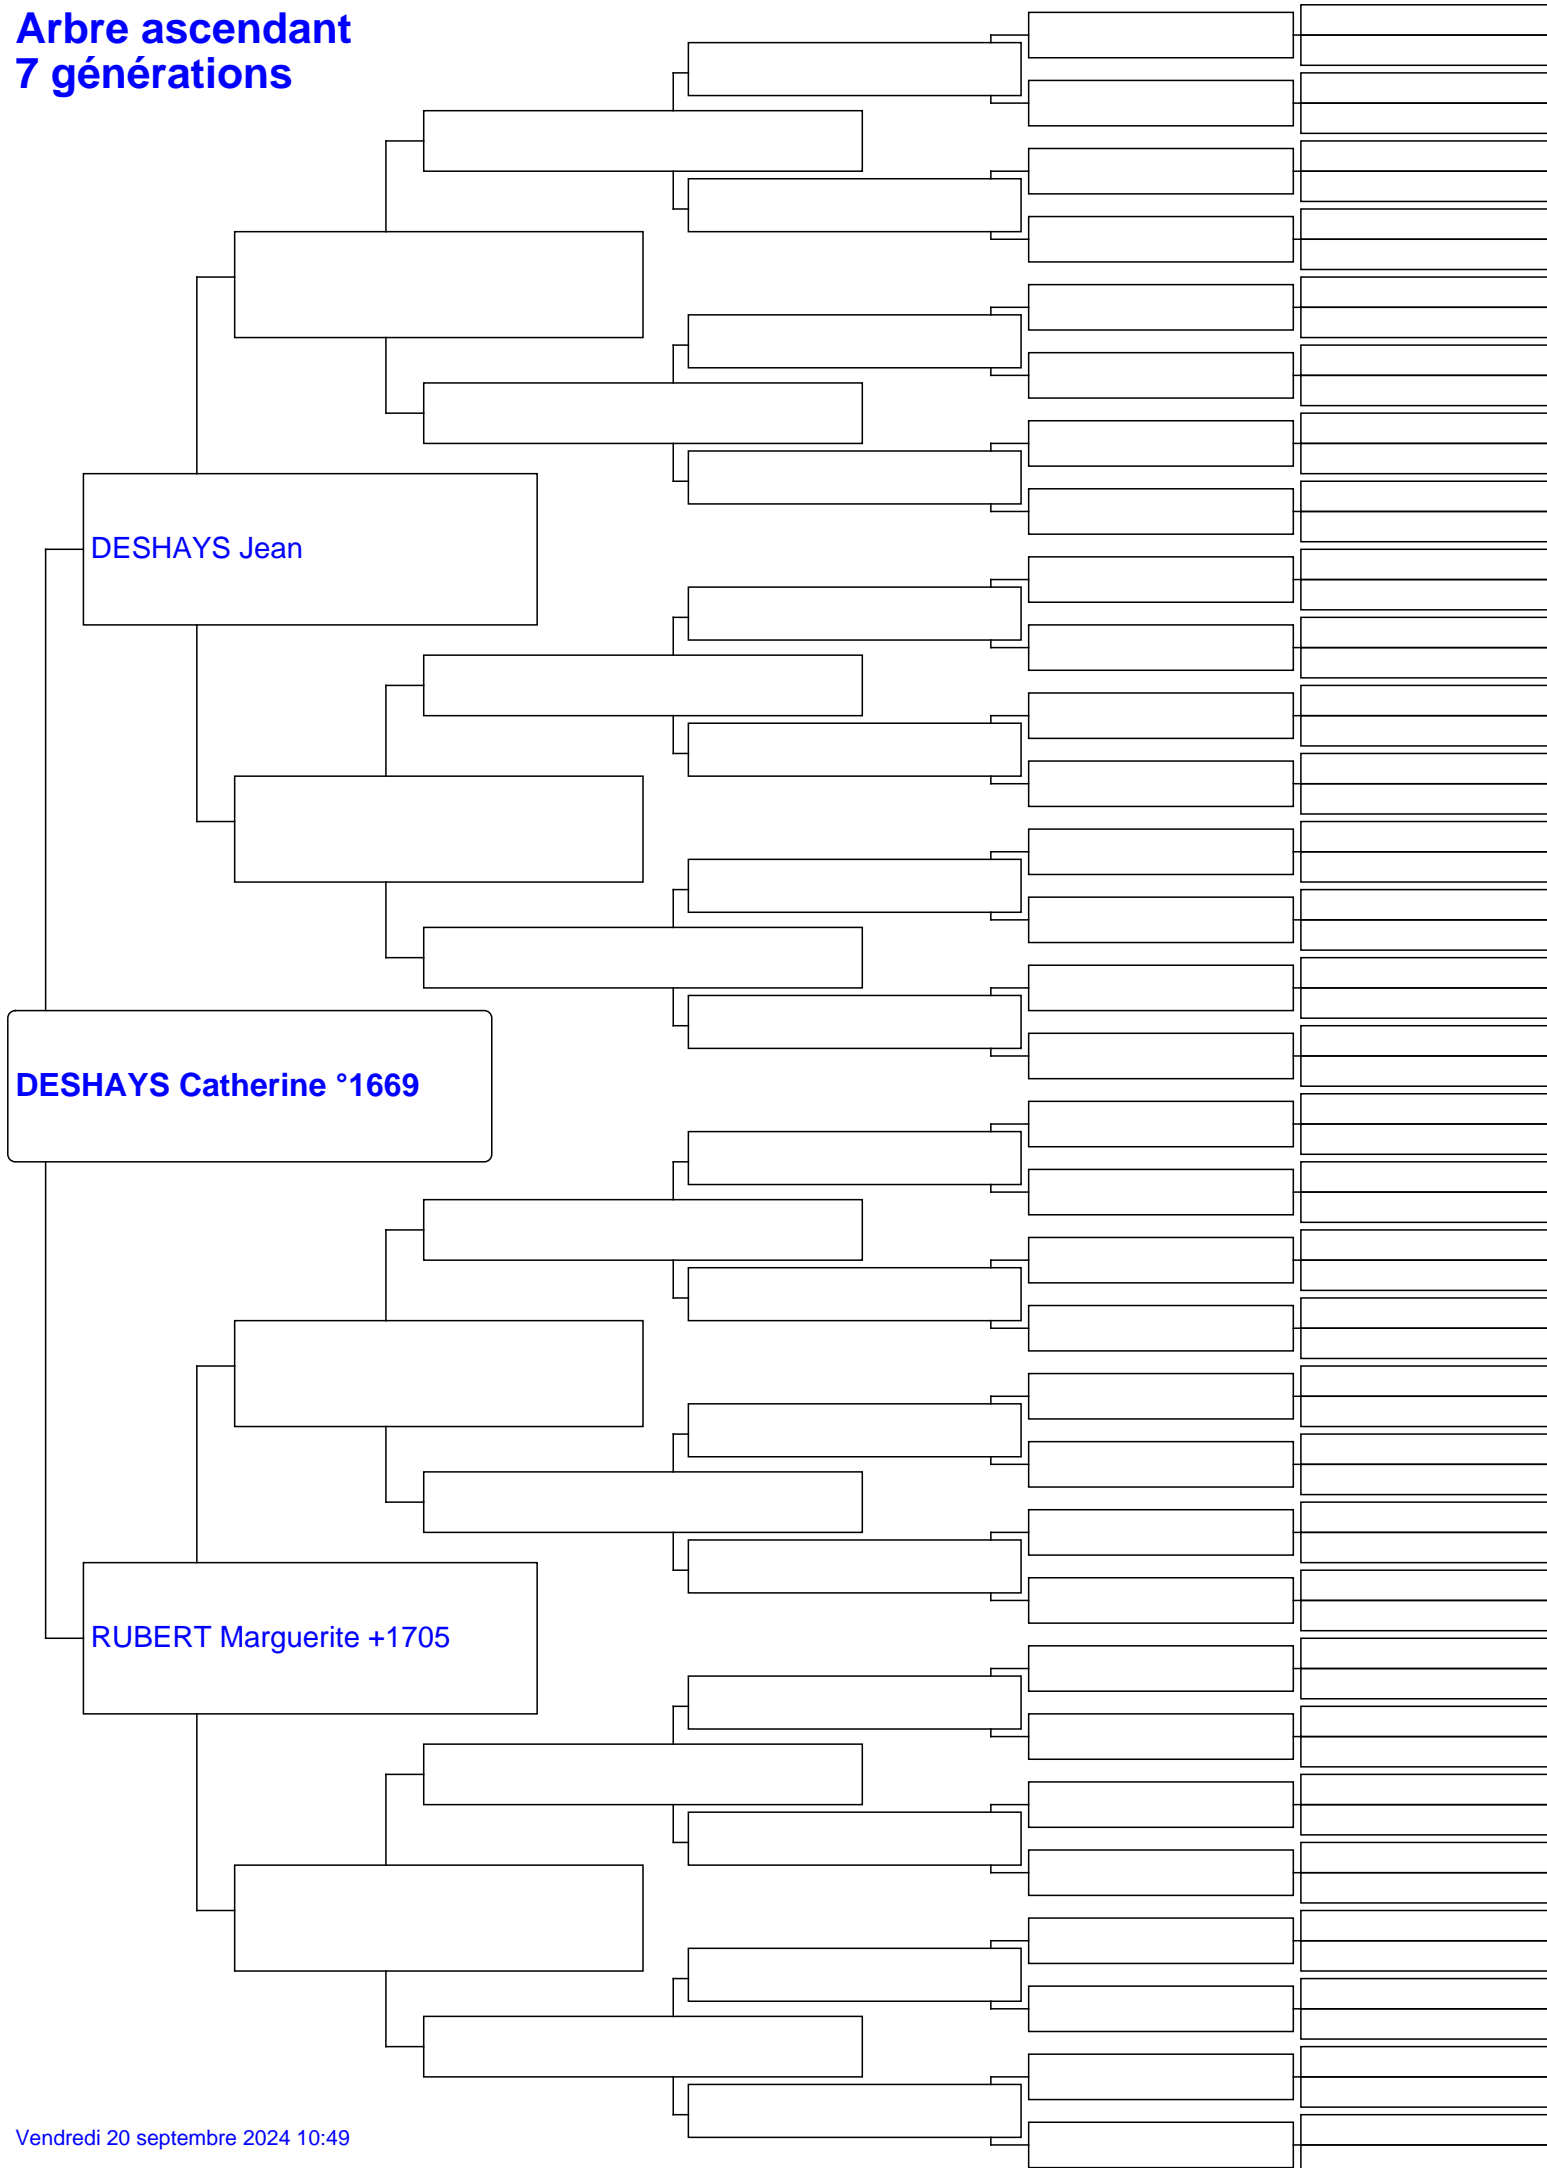 Arbre ascendant
7 générations
DESHAYS Jean
DESHAYS Catherine °1669
RUBERT Marguerite +1705
Vendredi 20 septembre 2024 10:49